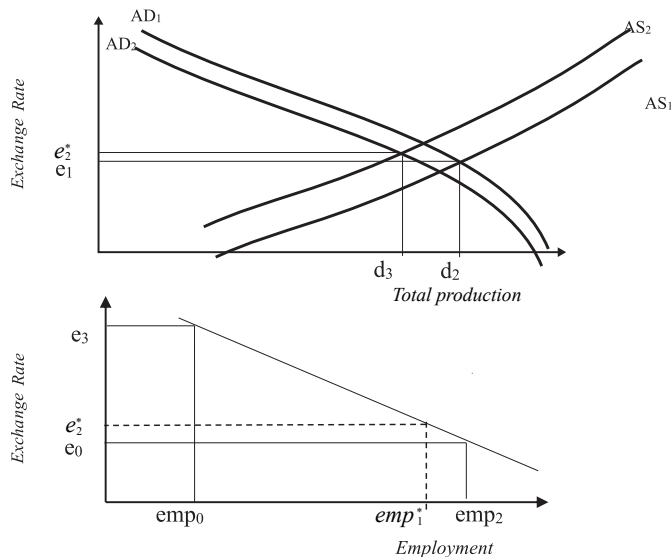 AD₁
AD₂
AS₂
AS₁
Exchange Rate
e₂*
e₁
d₃ d₂
Total production
Exchange Rate
e₃
e₂*
e₀
emp₀ emp₁* emp₂
Employment